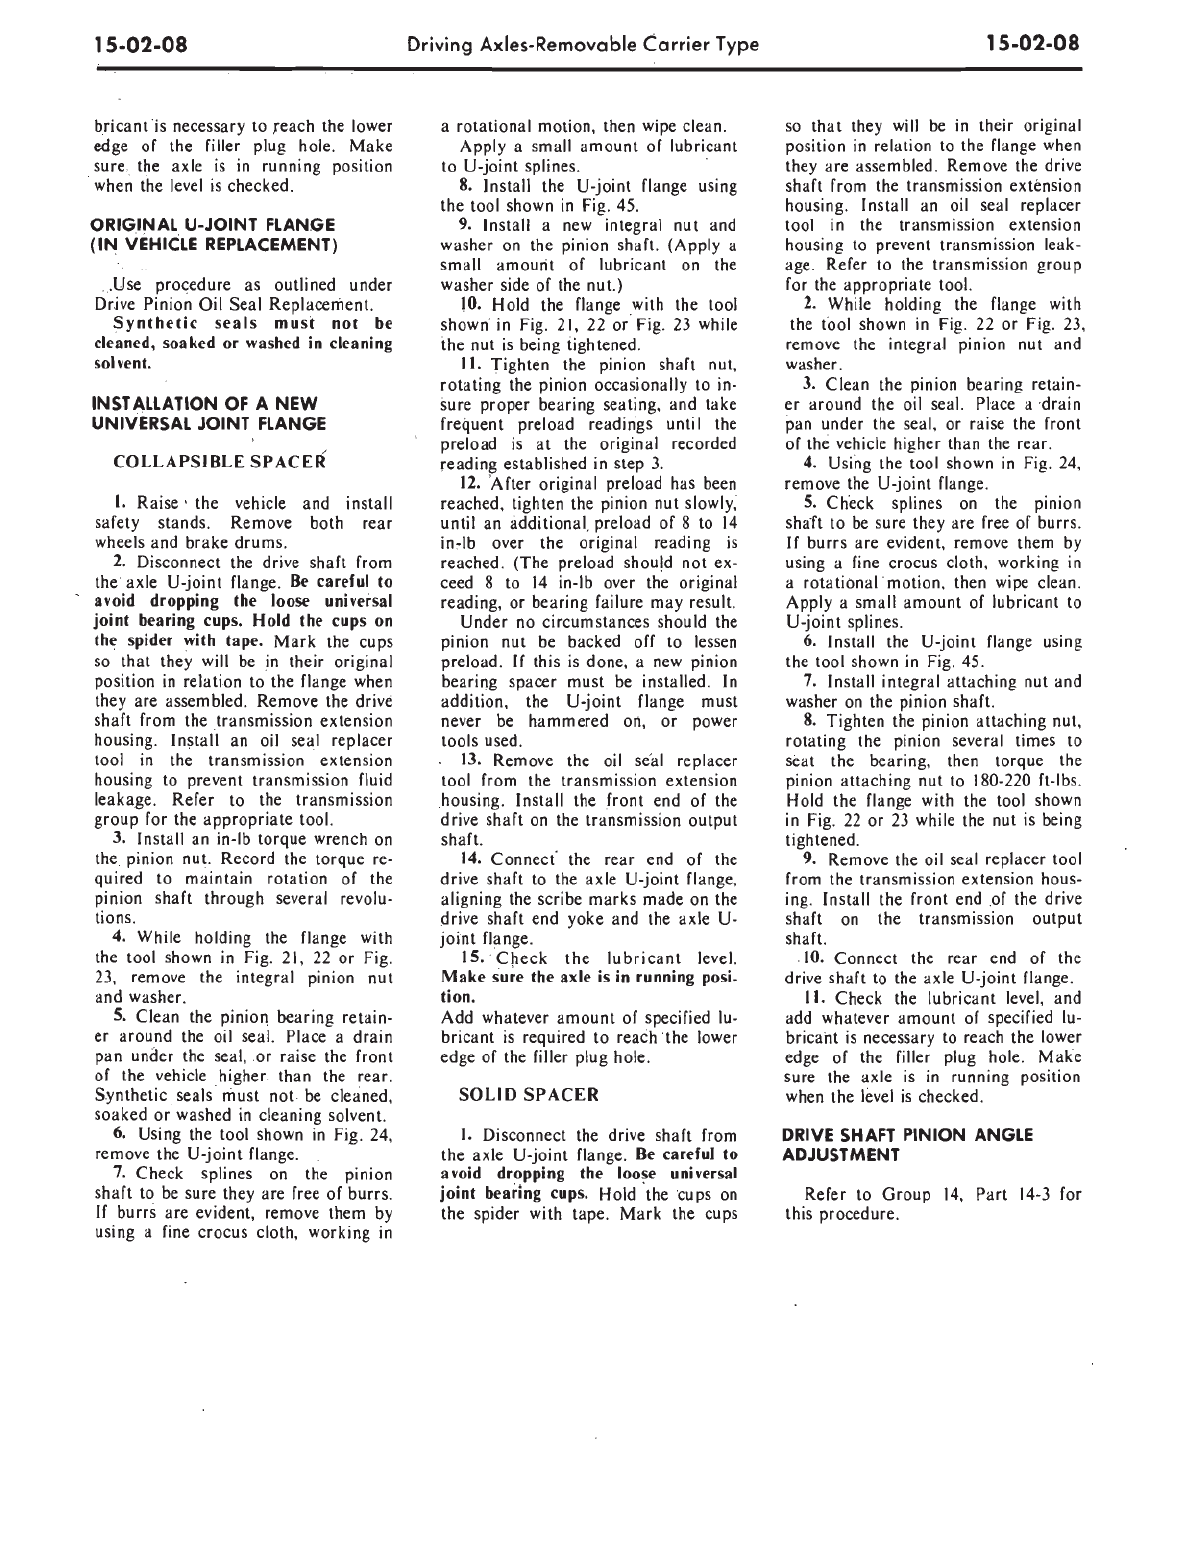 15-02-08
Driving Axles-Removable Carrier Type
15-02-08
bricant is necessary to reach the lower
edge of the filler plug hole. Make
sure the axle is in running position
when the level is checked.
ORIGINAL U-JOINT FLANGE
(IN VEHICLE REPLACEMENT)
Use procedure as outlined under
Drive Pinion Oil Seal Replacement.
Synthetic seals must not be
cleaned, soaked or washed in cleaning
solvent.
INSTALLATION OF A NEW
UNIVERSAL JOINT FLANGE
COLLAPSIBLE SPACER
1. Raise the vehicle and install
safety stands. Remove both rear
wheels and brake drums.
2. Disconnect the drive shaft from
the axle U-joint flange. Be careful to
avoid dropping the loose universal
joint bearing cups. Hold the cups on
the spider with tape. Mark the cups
so that they will be in their original
position in relation to the flange when
they are assembled. Remove the drive
shaft from the transmission extension
housing. Install an oil seal replacer
tool in the transmission extension
housing to prevent transmission fluid
leakage. Refer to the transmission
group for the appropriate tool.
3. Install an in-lb torque wrench on
the pinion nut. Record the torque re-
quired to maintain rotation of the
pinion shaft through several revolu-
tions.
4. While holding the flange with
the tool shown in Fig. 21, 22 or Fig.
23, remove the integral pinion nut
and washer.
5. Clean the pinion bearing retain-
er around the oil seal. Place a drain
pan under the seal, or raise the front
of the vehicle higher than the rear.
Synthetic seals must not be cleaned,
soaked or washed in cleaning solvent.
6. Using the tool shown in Fig. 24,
remove the U-joint flange.
7. Check splines on the pinion
shaft to be sure they are free of burrs.
If burrs are evident, remove them by
using a fine crocus cloth, working in
a rotational motion, then wipe clean.
Apply a small amount of lubricant
to U-joint splines.
8. Install the U-joint flange using
the tool shown in Fig. 45.
9. Install a new integral nut and
washer on the pinion shaft. (Apply a
small amount of lubricant on the
washer side of the nut.)
10. Hold the flange with the tool
shown in Fig. 21, 22 or Fig. 23 while
the nut is being tightened.
11. Tighten the pinion shaft nut,
rotating the pinion occasionally to in-
sure proper bearing seating, and take
frequent preload readings until the
preload is at the original recorded
reading established in step 3.
12. After original preload has been
reached, tighten the pinion nut slowly,
until an additional preload of 8 to 14
in-lb over the original reading is
reached. (The preload should not ex-
ceed 8 to 14 in-lb over the original
reading, or bearing failure may result.
Under no circumstances should the
pinion nut be backed off to lessen
preload. If this is done, a new pinion
bearing spacer must be installed. In
addition, the U-joint flange must
never be hammered on, or power
tools used.
13. Remove the oil seal replacer
tool from the transmission extension
housing. Install the front end of the
drive shaft on the transmission output
shaft.
14. Connect the rear end of the
drive shaft to the axle U-joint flange,
aligning the scribe marks made on the
drive shaft end yoke and the axle U-
joint flange.
15. Check the lubricant level.
Make sure the axle is in running posi-
tion.
Add whatever amount of specified lu-
bricant is required to reach the lower
edge of the filler plug hole.
SOLID SPACER
1. Disconnect the drive shaft from
the axle U-joint flange. Be careful to
avoid dropping the loose universal
joint bearing cups. Hold the cups on
the spider with tape. Mark the cups
so that they will be in their original
position in relation to the flange when
they are assembled. Remove the drive
shaft from the transmission extension
housing. Install an oil seal replacer
tool in the transmission extension
housing to prevent transmission leak-
age. Refer to the transmission group
for the appropriate tool.
2. While holding the flange with
the tool shown in Fig. 22 or Fig. 23,
remove the integral pinion nut and
washer.
3. Clean the pinion bearing retain-
er around the oil seal. Place a drain
pan under the seal, or raise the front
of the vehicle higher than the rear.
4. Using the tool shown in Fig. 24,
remove the U-joint flange.
5. Check splines on the pinion
shaft to be sure they are free of burrs.
If burrs are evident, remove them by
using a fine crocus cloth, working in
a rotational motion, then wipe clean.
Apply a small amount of lubricant to
U-joint splines.
6. Install the U-joint flange using
the tool shown in Fig. 45.
7. Install integral attaching nut and
washer on the pinion shaft.
8. Tighten the pinion attaching nut,
rotating the pinion several times to
seat the bearing, then torque the
pinion attaching nut to 180-220 ft-lbs.
Hold the flange with the tool shown
in Fig. 22 or 23 while the nut is being
tightened.
9. Remove the oil seal replacer tool
from the transmission extension hous-
ing. Install the front end of the drive
shaft on the transmission output
shaft.
10. Connect the rear end of the
drive shaft to the axle U-joint flange.
11. Check the lubricant level, and
add whatever amount of specified lu-
bricant is necessary to reach the lower
edge of the filler plug hole. Make
sure the axle is in running position
when the level is checked.
DRIVE SHAFT PINION ANGLE
ADJUSTMENT
Refer to Group 14, Part 14-3 for
this procedure.